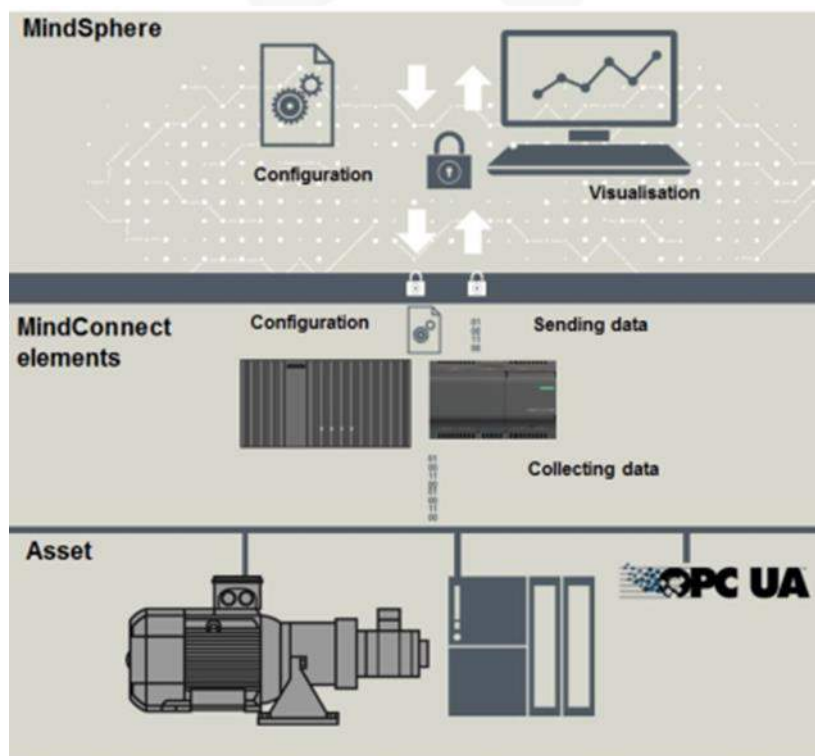 MindSphere
Configuration
Visualisation
MindConnect
elements
Configuration
Sending data
Collecting data
Asset
OPC UA